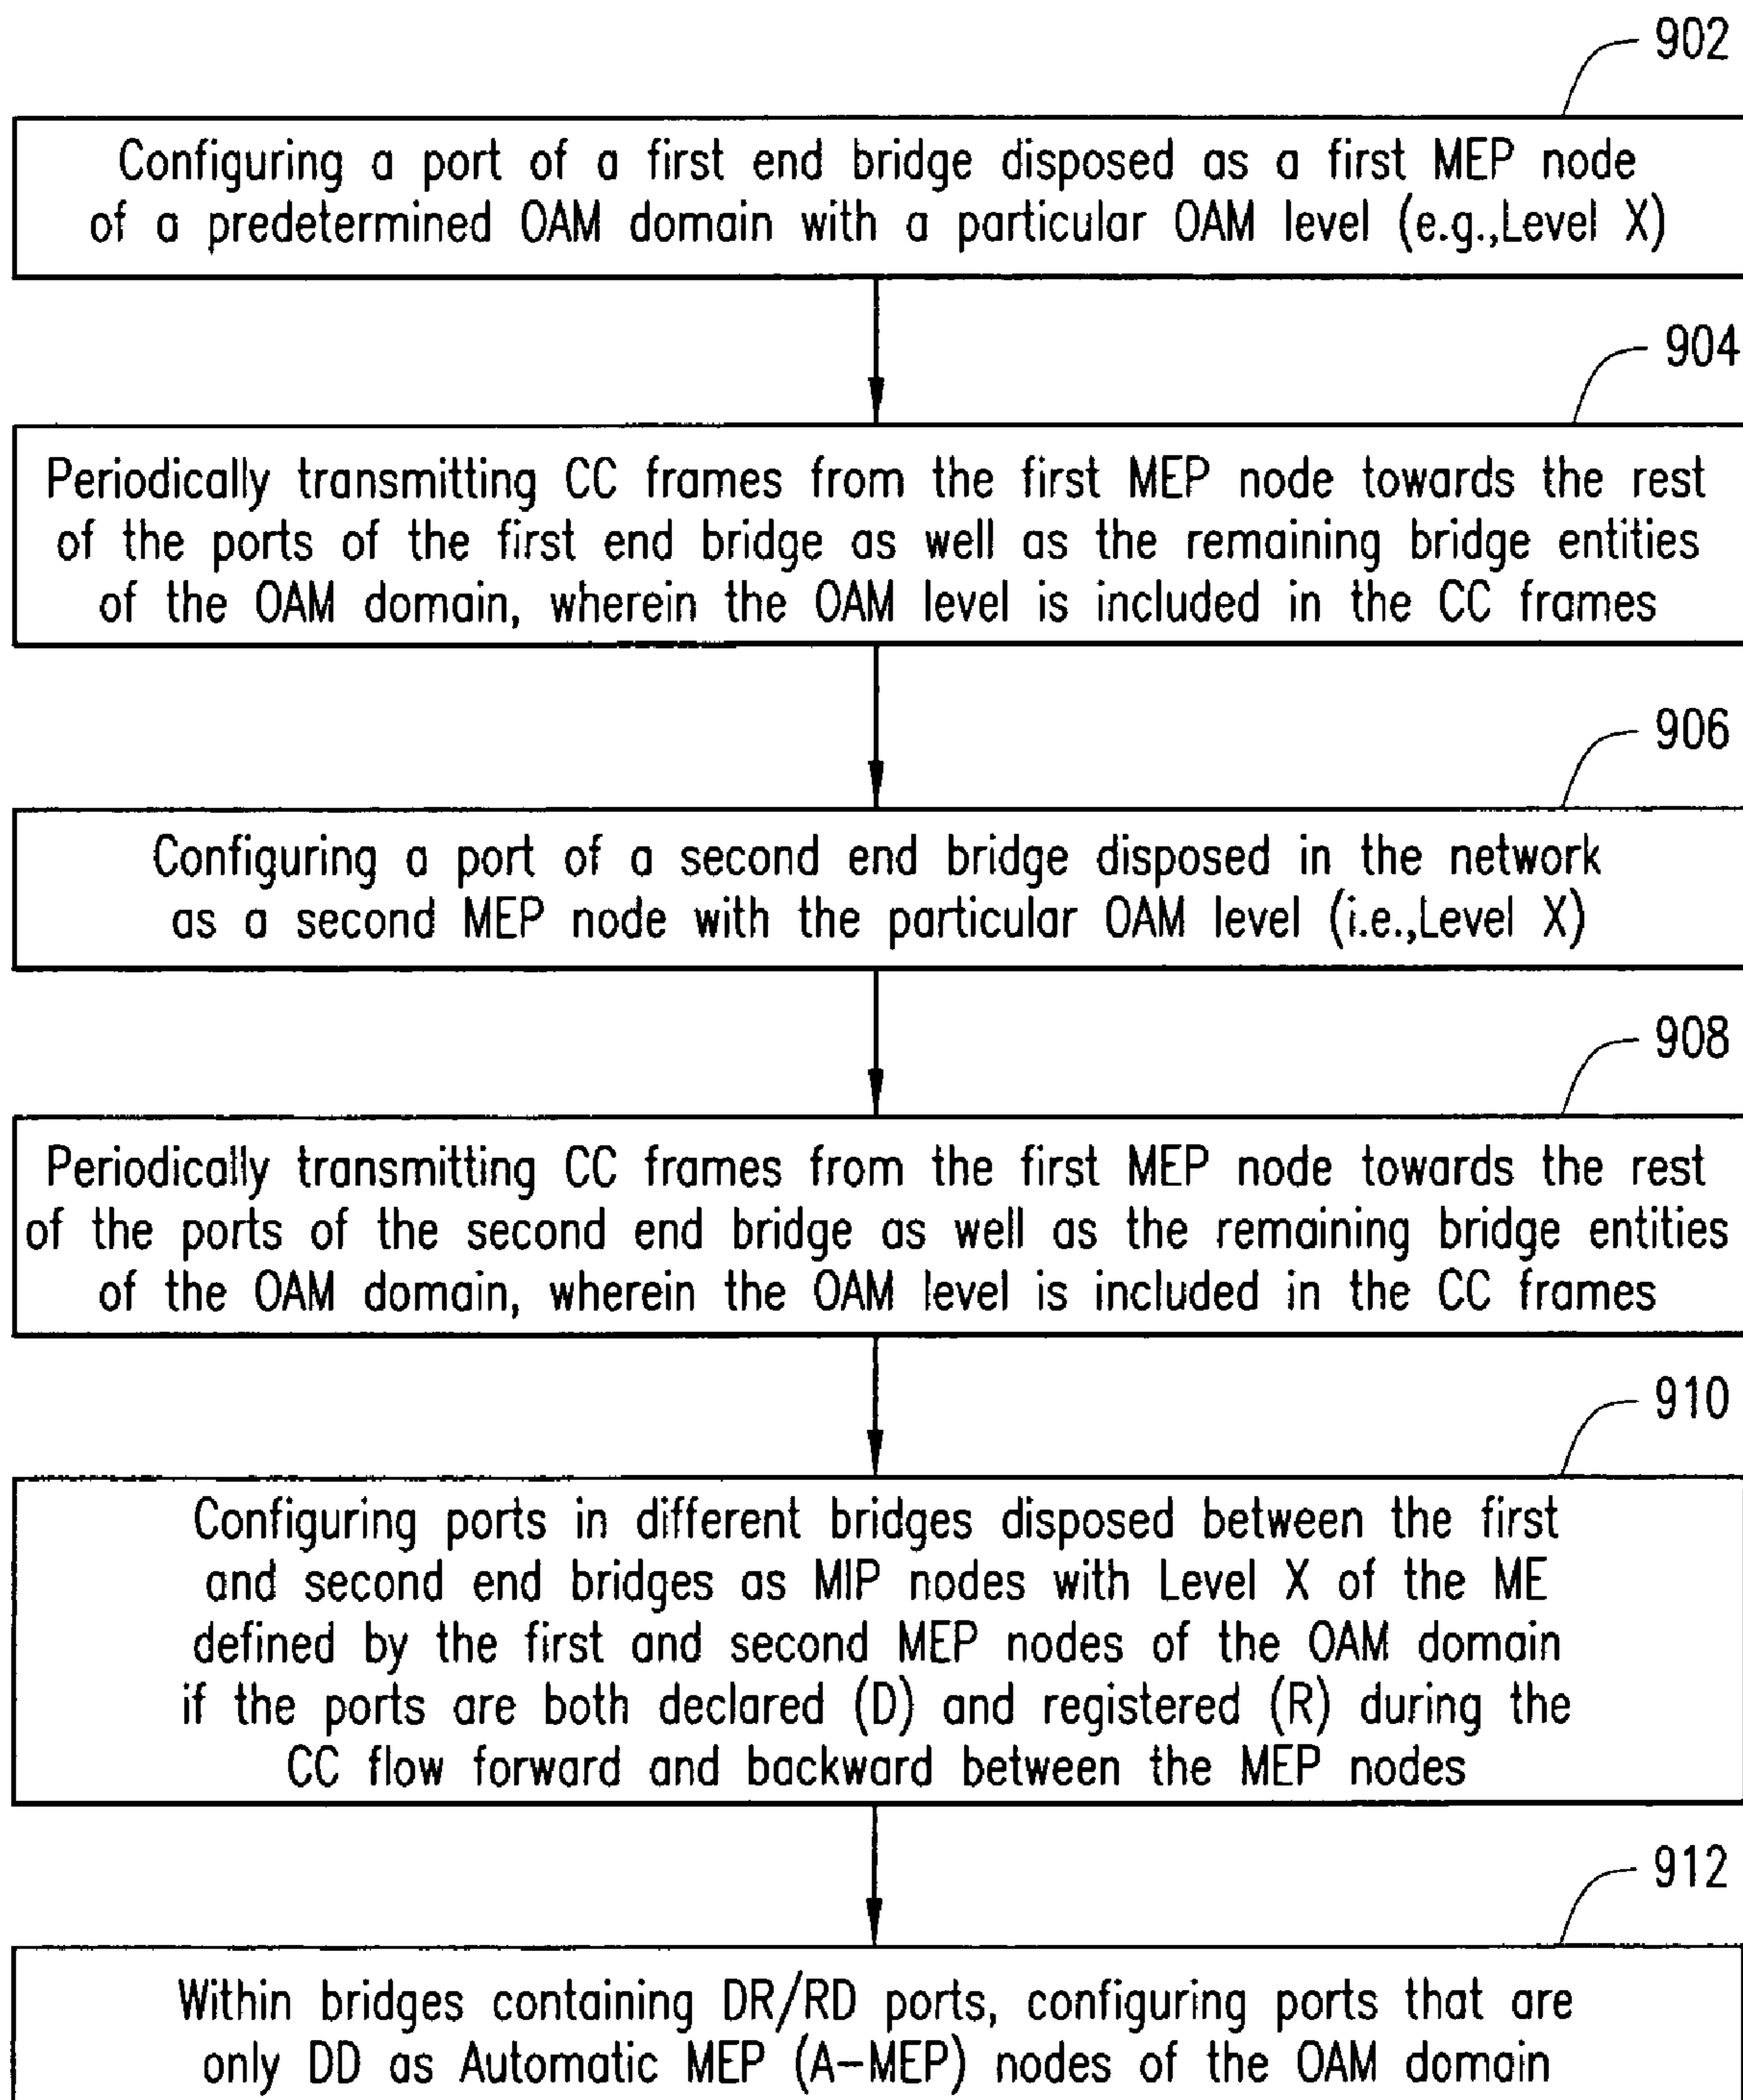 902
Configuring a port of a first end bridge disposed as a first MEP node
of a predetermined OAM domain with a particular OAM level (e.g.,Level X)
904
Periodically transmitting CC frames from the first MEP node towards the rest
of the ports of the first end bridge as well as the remaining bridge entities
of the OAM domain, wherein the OAM level is included in the CC frames
906
Configuring a port of a second end bridge disposed in the network
as a second MEP node with the particular OAM level (i.e.,Level X)
908
Periodically transmitting CC frames from the first MEP node towards the rest
of the ports of the second end bridge as well as the remaining bridge entities
of the OAM domain, wherein the OAM level is included in the CC frames
910
Configuring ports in different bridges disposed between the first
and second end bridges as MIP nodes with Level X of the ME
defined by the first and second MEP nodes of the OAM domain
if the ports are both declared (D) and registered (R) during the
CC flow forward and backward between the MEP nodes
912
Within bridges containing DR/RD ports, configuring ports that are
only DD as Automatic MEP (A-MEP) nodes of the OAM domain